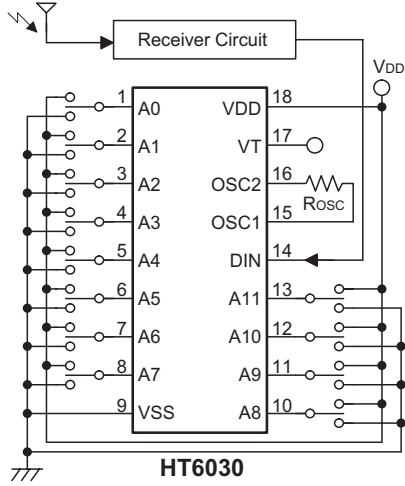 Receiver Circuit
VDD
1 A0 VDD 18
2 A1 VT 17
3 A2 OSC2 16
ROSC
4 A3 OSC1 15
5 A4 DIN 14
6 A5 A11 13
7 A6 A10 12
8 A7 A9 11
9 VSS A8 10
HT6030